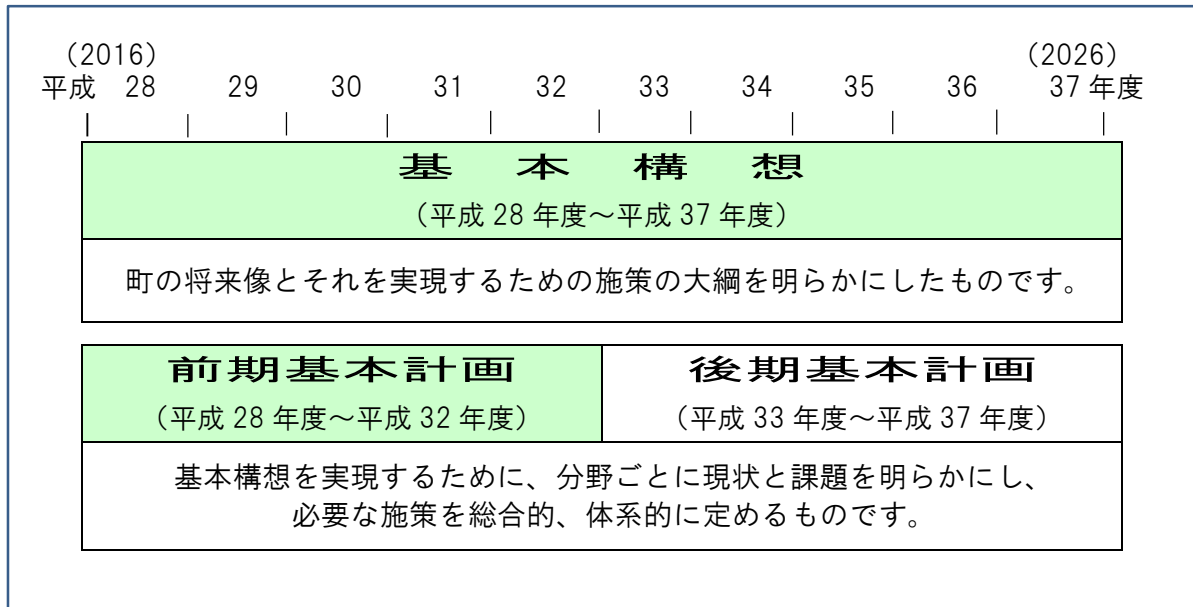 （2016） （2026）
平成 28 29 30 31 32 33 34 35 36 37 年度
基本構想
（平成 28 年度～平成 37 年度）
町の将来像とそれを実現するための施策の大綱を明らかにしたものです。
前期基本計画
（平成 28 年度～平成 32 年度）
後期基本計画
（平成 33 年度～平成 37 年度）
基本構想を実現するために、分野ごとに現状と課題を明らかにし、
必要な施策を総合的、体系的に定めるものです。